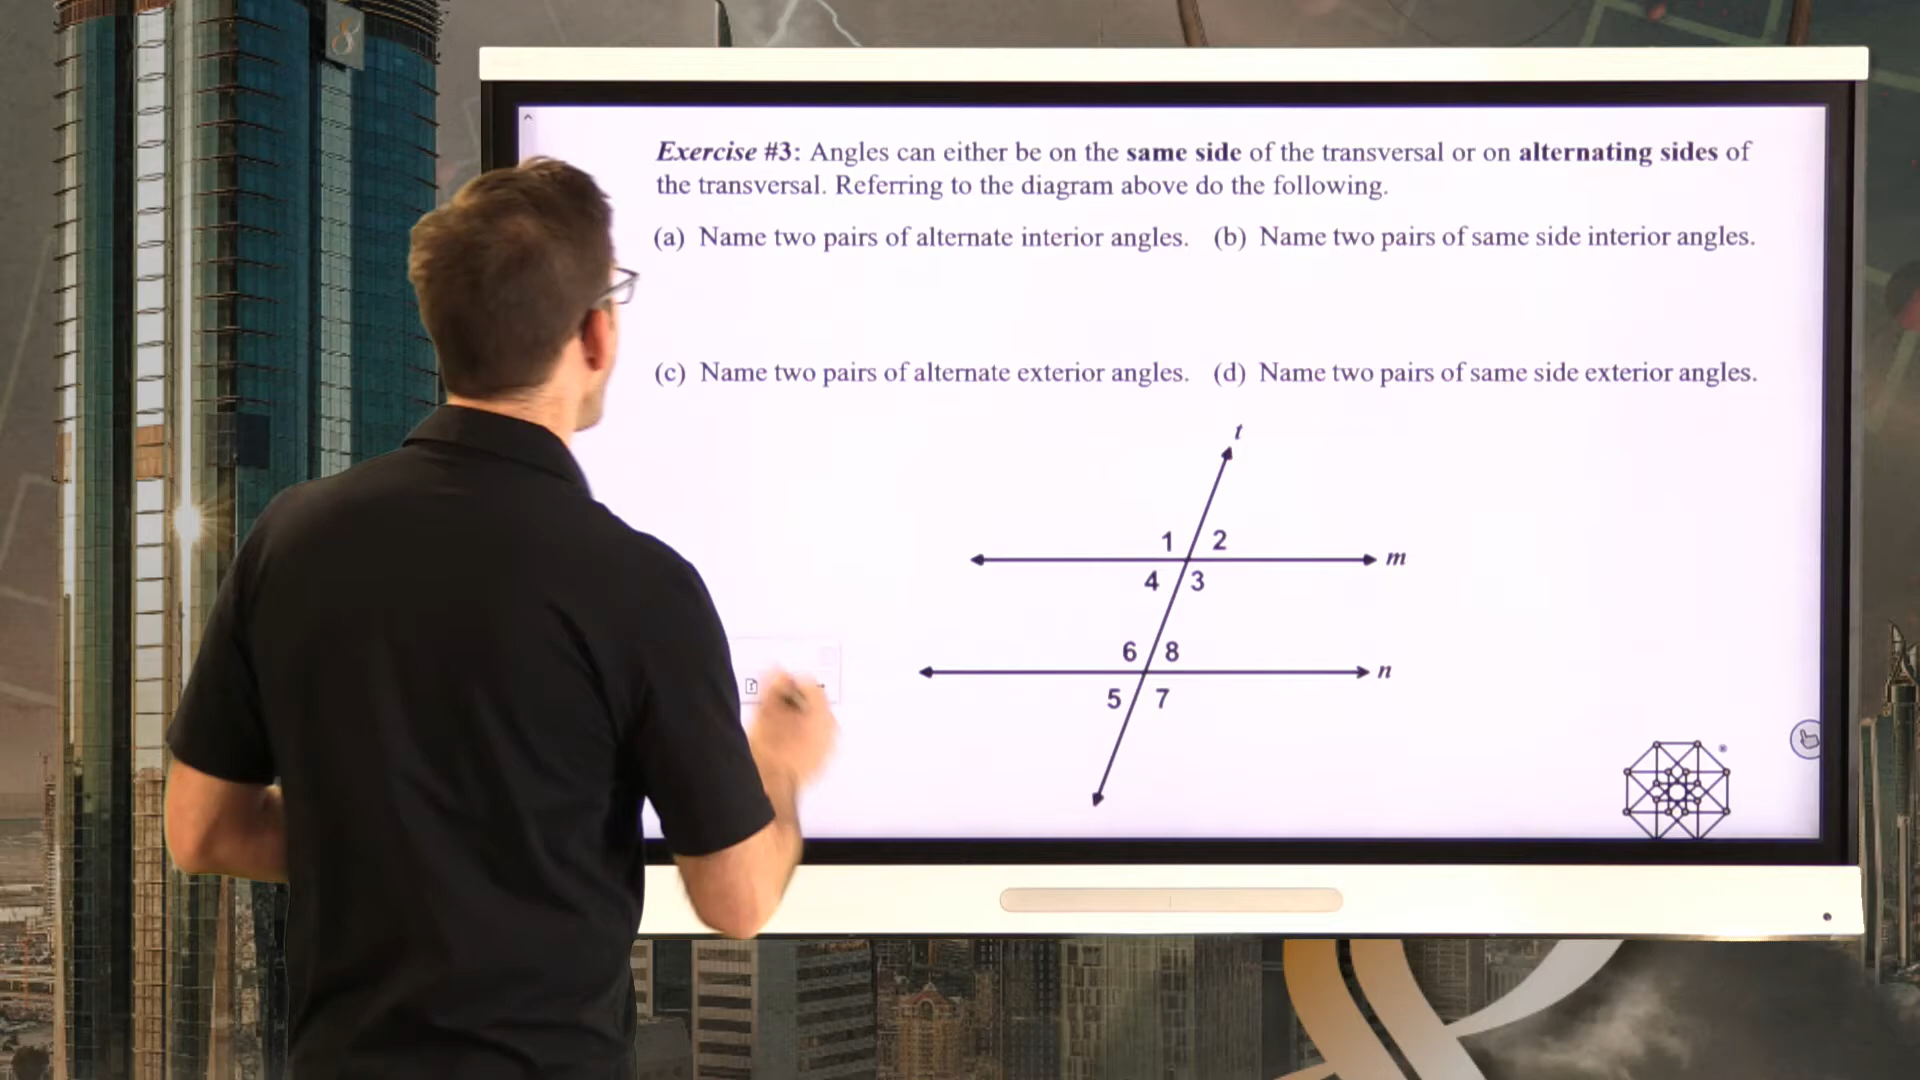 Exercise #3: Angles can either be on the same side of the transversal or on alternating sides of
the transversal. Referring to the diagram above do the following.
(a) Name two pairs of alternate interior angles. (b) Name two pairs of same side interior angles.
(c) Name two pairs of alternate exterior angles. (d) Name two pairs of same side exterior angles.
t
1 2
m
4 3
6 8
n
5 7